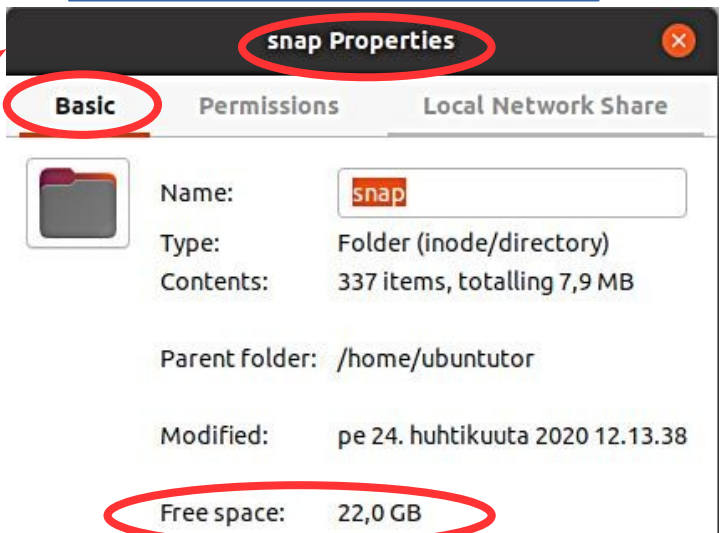 snap Properties
Basic Permissions Local Network Share
Name: snap
Type: Folder (inode/directory)
Contents: 337 items, totalling 7,9 MB
Parent folder: /home/ubuntutor
Modified: pe 24. huhtikuuta 2020 12.13.38
Free space: 22,0 GB